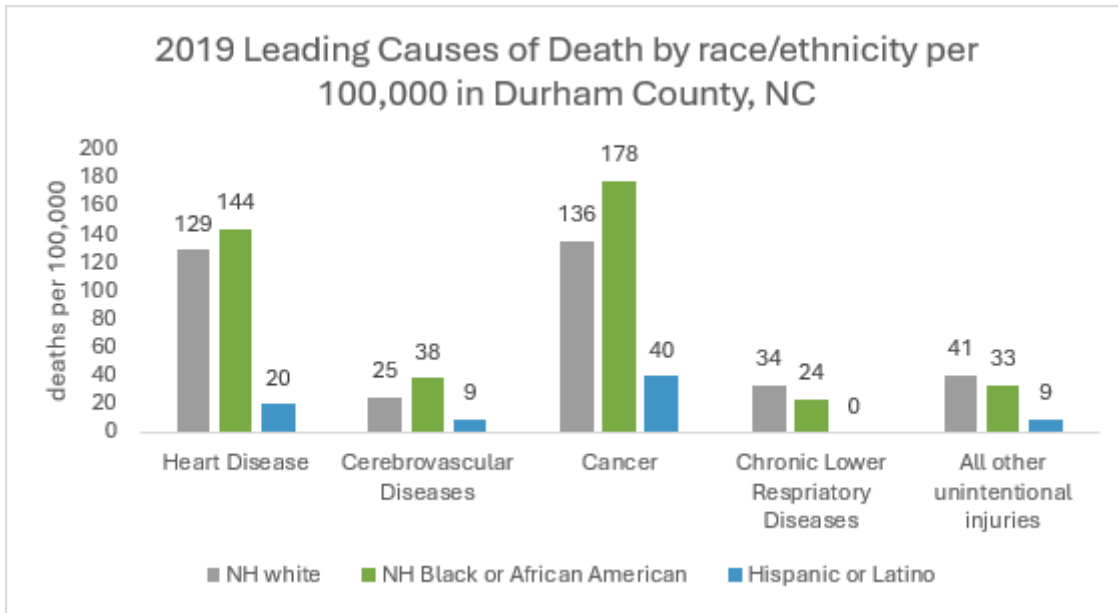 2019 Leading Causes of Death by race/ethnicity per
100,000 in Durham County, NC
deaths per 100,000
200
180
160
140
120
100
80
60
40
20
0
129
144
20
25
38
9
136
178
40
34
24
0
41
33
9
Heart Disease
Cerebrovascular
Diseases
Cancer
Chronic Lower
Respriatory
Diseases
All other
unintentional
injuries
NH white
NH Black or African American
Hispanic or Latino